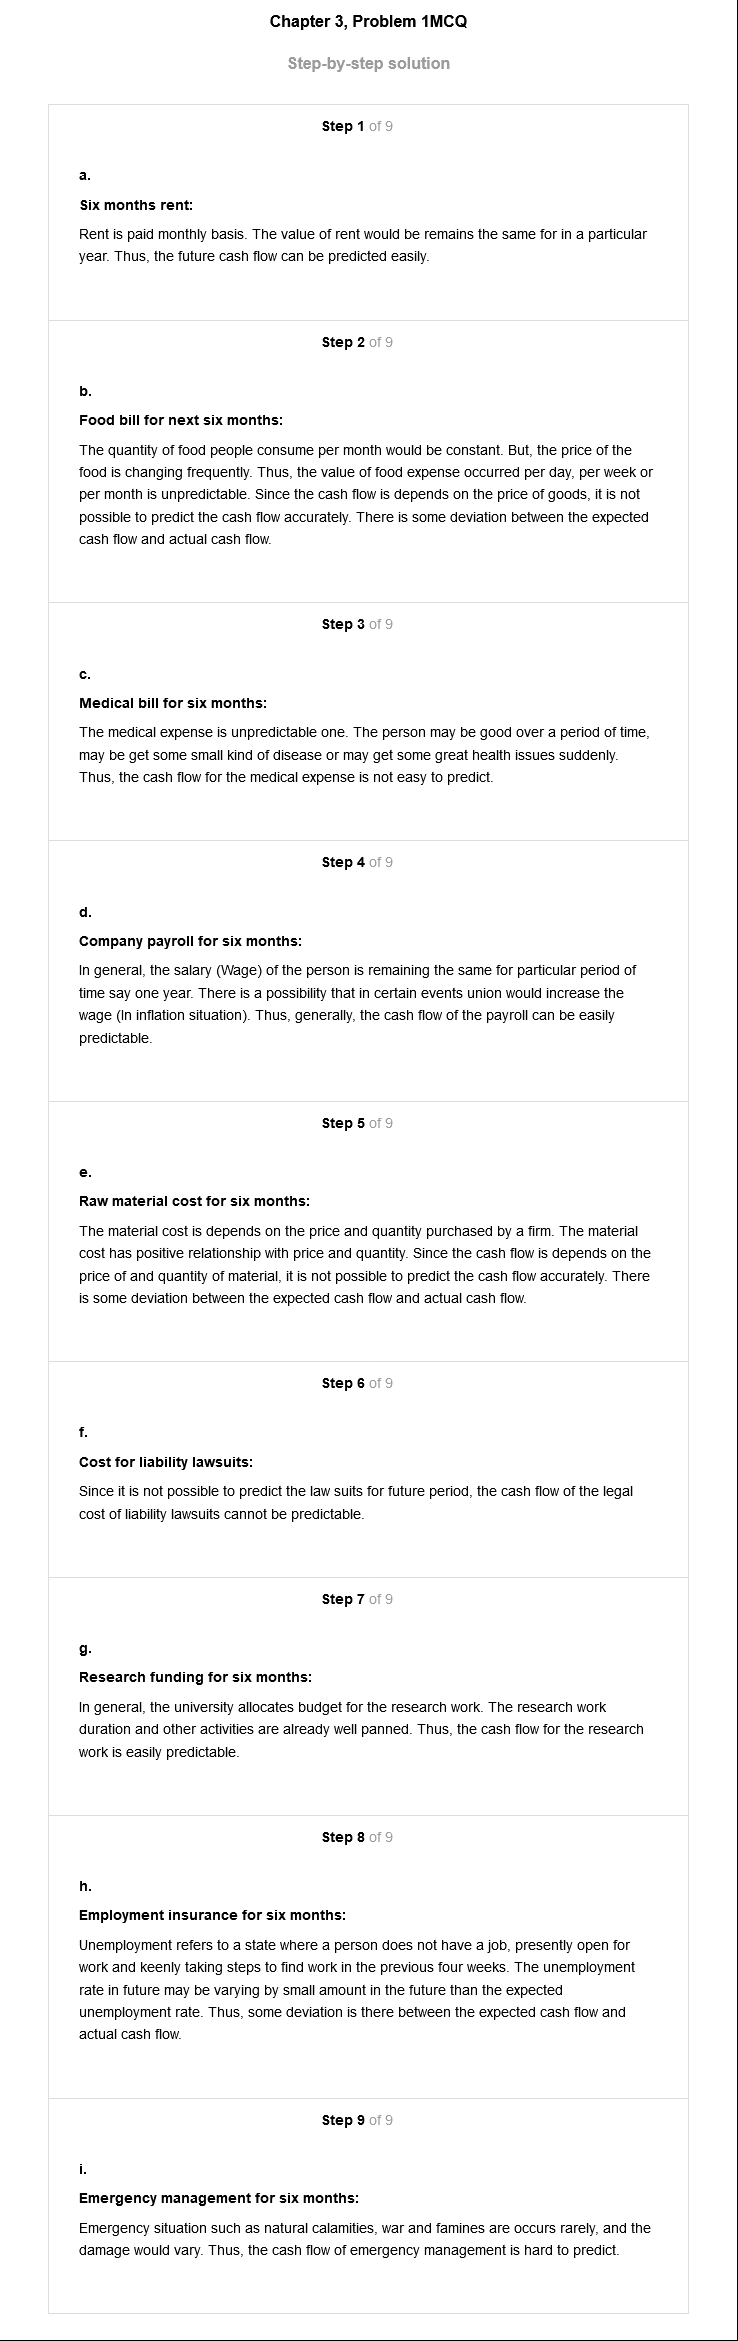 Chapter 3, Problem 1MCQ
Step-by-step solution
Step 1 of 9
a.
Six months rent:
Rent is paid monthly basis. The value of rent would be remains the same for in a particular
year. Thus, the future cash flow can be predicted easily.
Step 2 of 9
b.
Food bill for next six months:
The quantity of food people consume per month would be constant. But, the price of the
food is changing frequently. Thus, the value of food expense occurred per day, per week or
per month is unpredictable. Since the cash flow is depends on the price of goods, it is not
possible to predict the cash flow accurately. There is some deviation between the expected
cash flow and actual cash flow.
Step 3 of 9
c.
Medical bill for six months:
The medical expense is unpredictable one. The person may be good over a period of time,
may be get some small kind of disease or may get some great health issues suddenly.
Thus, the cash flow for the medical expense is not easy to predict.
Step 4 of 9
d.
Company payroll for six months:
In general, the salary (Wage) of the person is remaining the same for particular period of
time say one year. There is a possibility that in certain events union would increase the
wage (In inflation situation). Thus, generally, the cash flow of the payroll can be easily
predictable.
Step 5 of 9
e.
Raw material cost for six months:
The material cost is depends on the price and quantity purchased by a firm. The material
cost has positive relationship with price and quantity. Since the cash flow is depends on the
price of and quantity of material, it is not possible to predict the cash flow accurately. There
is some deviation between the expected cash flow and actual cash flow.
Step 6 of 9
f.
Cost for liability lawsuits:
Since it is not possible to predict the law suits for future period, the cash flow of the legal
cost of liability lawsuits cannot be predictable.
Step 7 of 9
g.
Research funding for six months:
In general, the university allocates budget for the research work. The research work
duration and other activities are already well panned. Thus, the cash flow for the research
work is easily predictable.
Step 8 of 9
h.
Employment insurance for six months:
Unemployment refers to a state where a person does not have a job, presently open for
work and keenly taking steps to find work in the previous four weeks. The unemployment
rate in future may be varying by small amount in the future than the expected
unemployment rate. Thus, some deviation is there between the expected cash flow and
actual cash flow.
Step 9 of 9
i.
Emergency management for six months:
Emergency situation such as natural calamities, war and famines are occurs rarely, and the
damage would vary. Thus, the cash flow of emergency management is hard to predict.